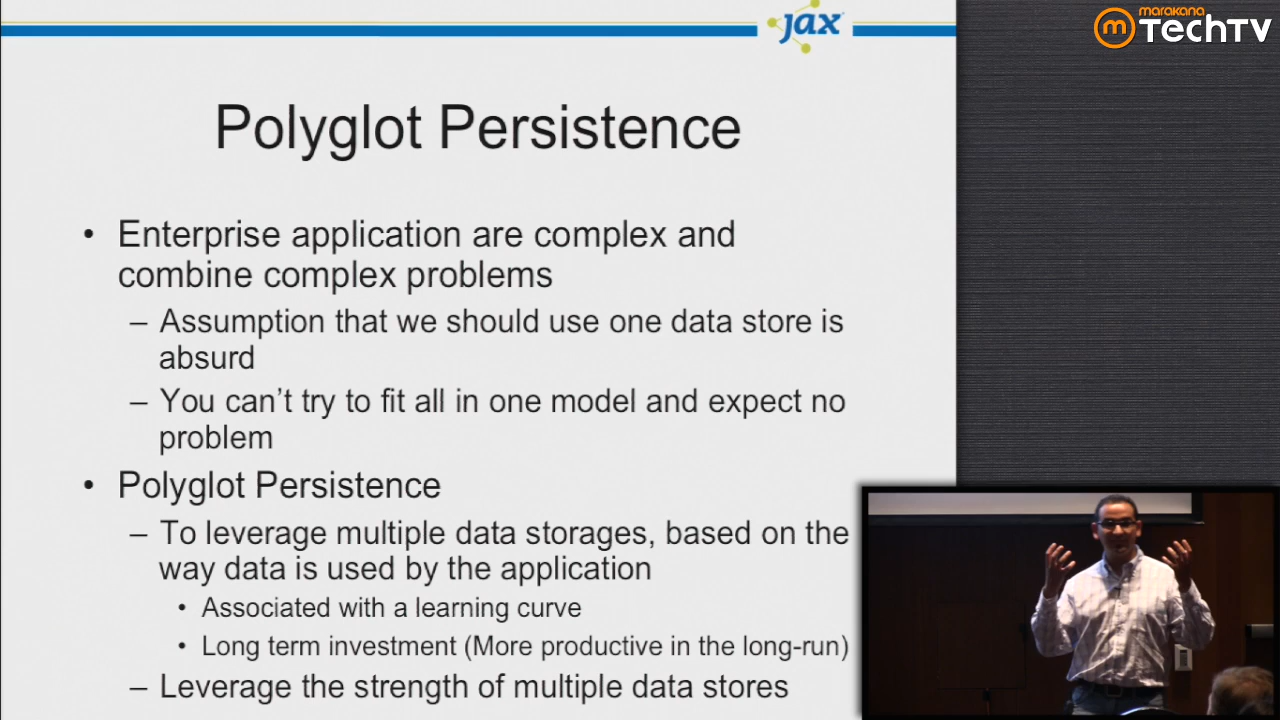 jax
marakana
m TechTV
Polyglot Persistence
• Enterprise application are complex and
combine complex problems
– Assumption that we should use one data store is
absurd
– You can't try to fit all in one model and expect no
problem
• Polyglot Persistence
– To leverage multiple data storages, based on the
way data is used by the application
• Associated with a learning curve
• Long term investment (More productive in the long-run)
– Leverage the strength of multiple data stores